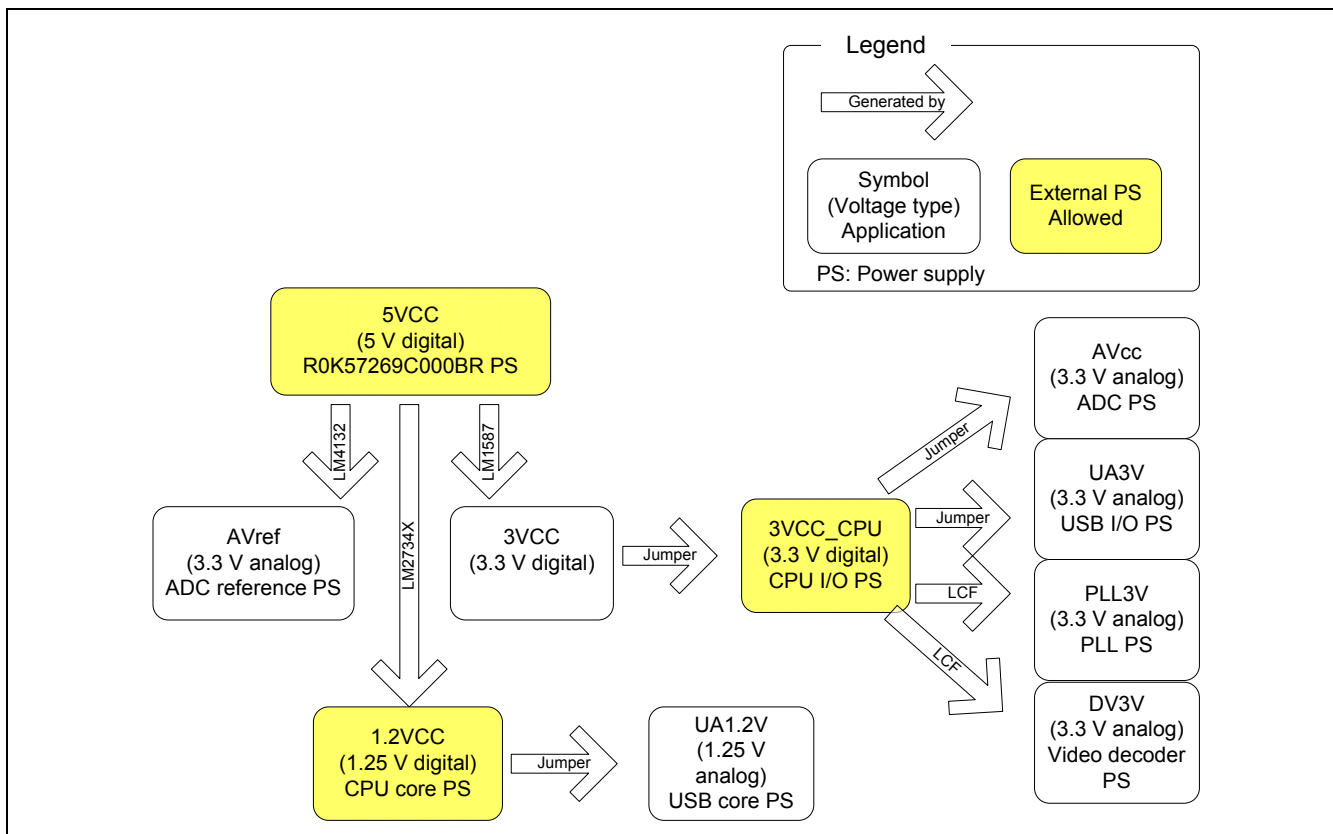 Legend
Generated by
Symbol
(Voltage type)
Application
External PS
Allowed
PS: Power supply
5VCC
(5 V digital)
R0K57269C000BR PS
LM4132
LM2734X
LM1587
AVref
(3.3 V analog)
ADC reference PS
3VCC
(3.3 V digital)
Jumper
3VCC_CPU
(3.3 V digital)
CPU I/O PS
Jumper
Jumper
LCF
LCF
AVcc
(3.3 V analog)
ADC PS
UA3V
(3.3 V analog)
USB I/O PS
PLL3V
(3.3 V analog)
PLL PS
DV3V
(3.3 V analog)
Video decoder
PS
1.2VCC
(1.25 V digital)
CPU core PS
Jumper
UA1.2V
(1.25 V
analog)
USB core PS